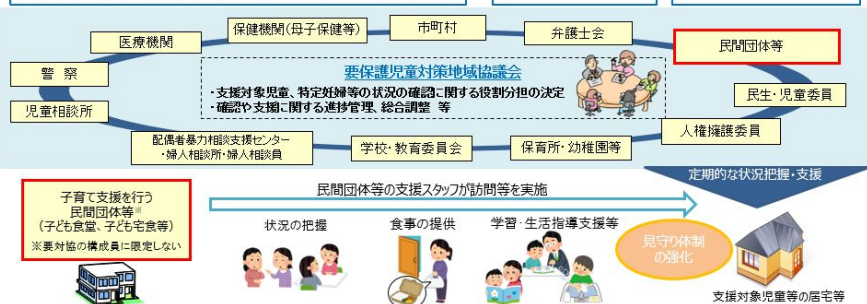 保健機関(母子保健等)
市町村
弁護士会
医療機関
民間団体等
警 察
要保護児童対策地域協議会
・支援対象児童、特定妊婦等の状況の確認に関する役割分担の決定
・確認や支援に関する進捗管理、総合調整 等
民生・児童委員
児童相談所
人権擁護委員
配偶者暴力相談支援センター
・婦人相談所・婦人相談員
学校・教育委員会
保育所・幼稚園等
定期的な状況把握・支援
子育て支援を行う
民間団体等※
(子ども食堂、子ども宅食等)
※要対協の構成員に限定しない
民間団体等の支援スタッフが訪問等を実施
状況の把握
食事の提供
学習・生活指導支援等
見守り体制
の強化
支援対象児童等の居宅等